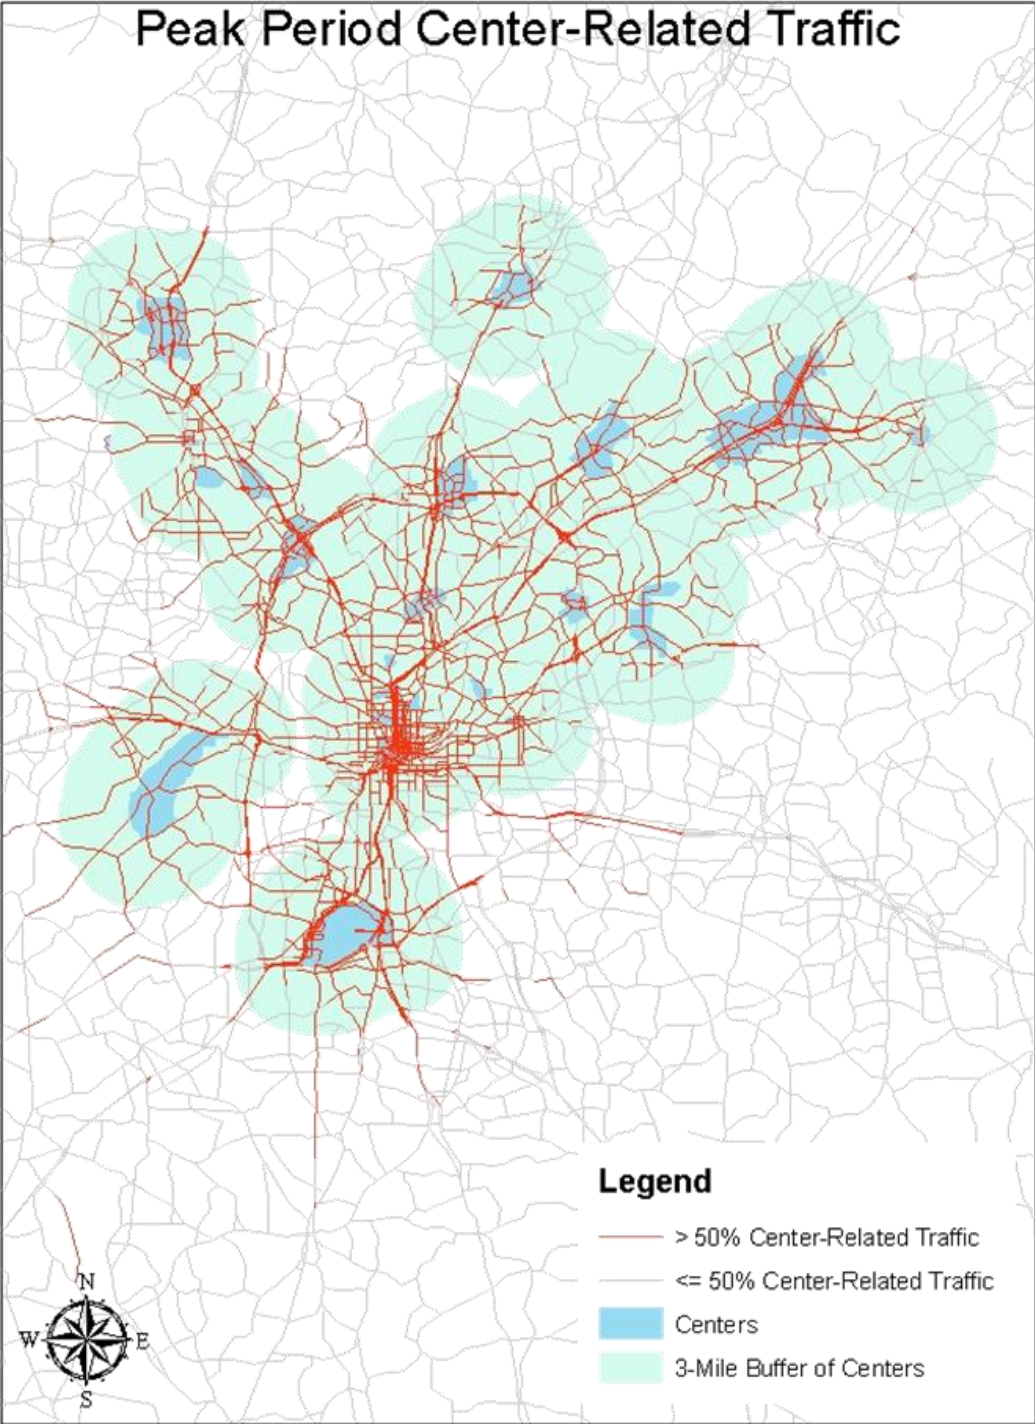 Peak Period Center-Related Traffic
Legend
> 50% Center-Related Traffic
<= 50% Center-Related Traffic
Centers
3-Mile Buffer of Centers
N
W E
S